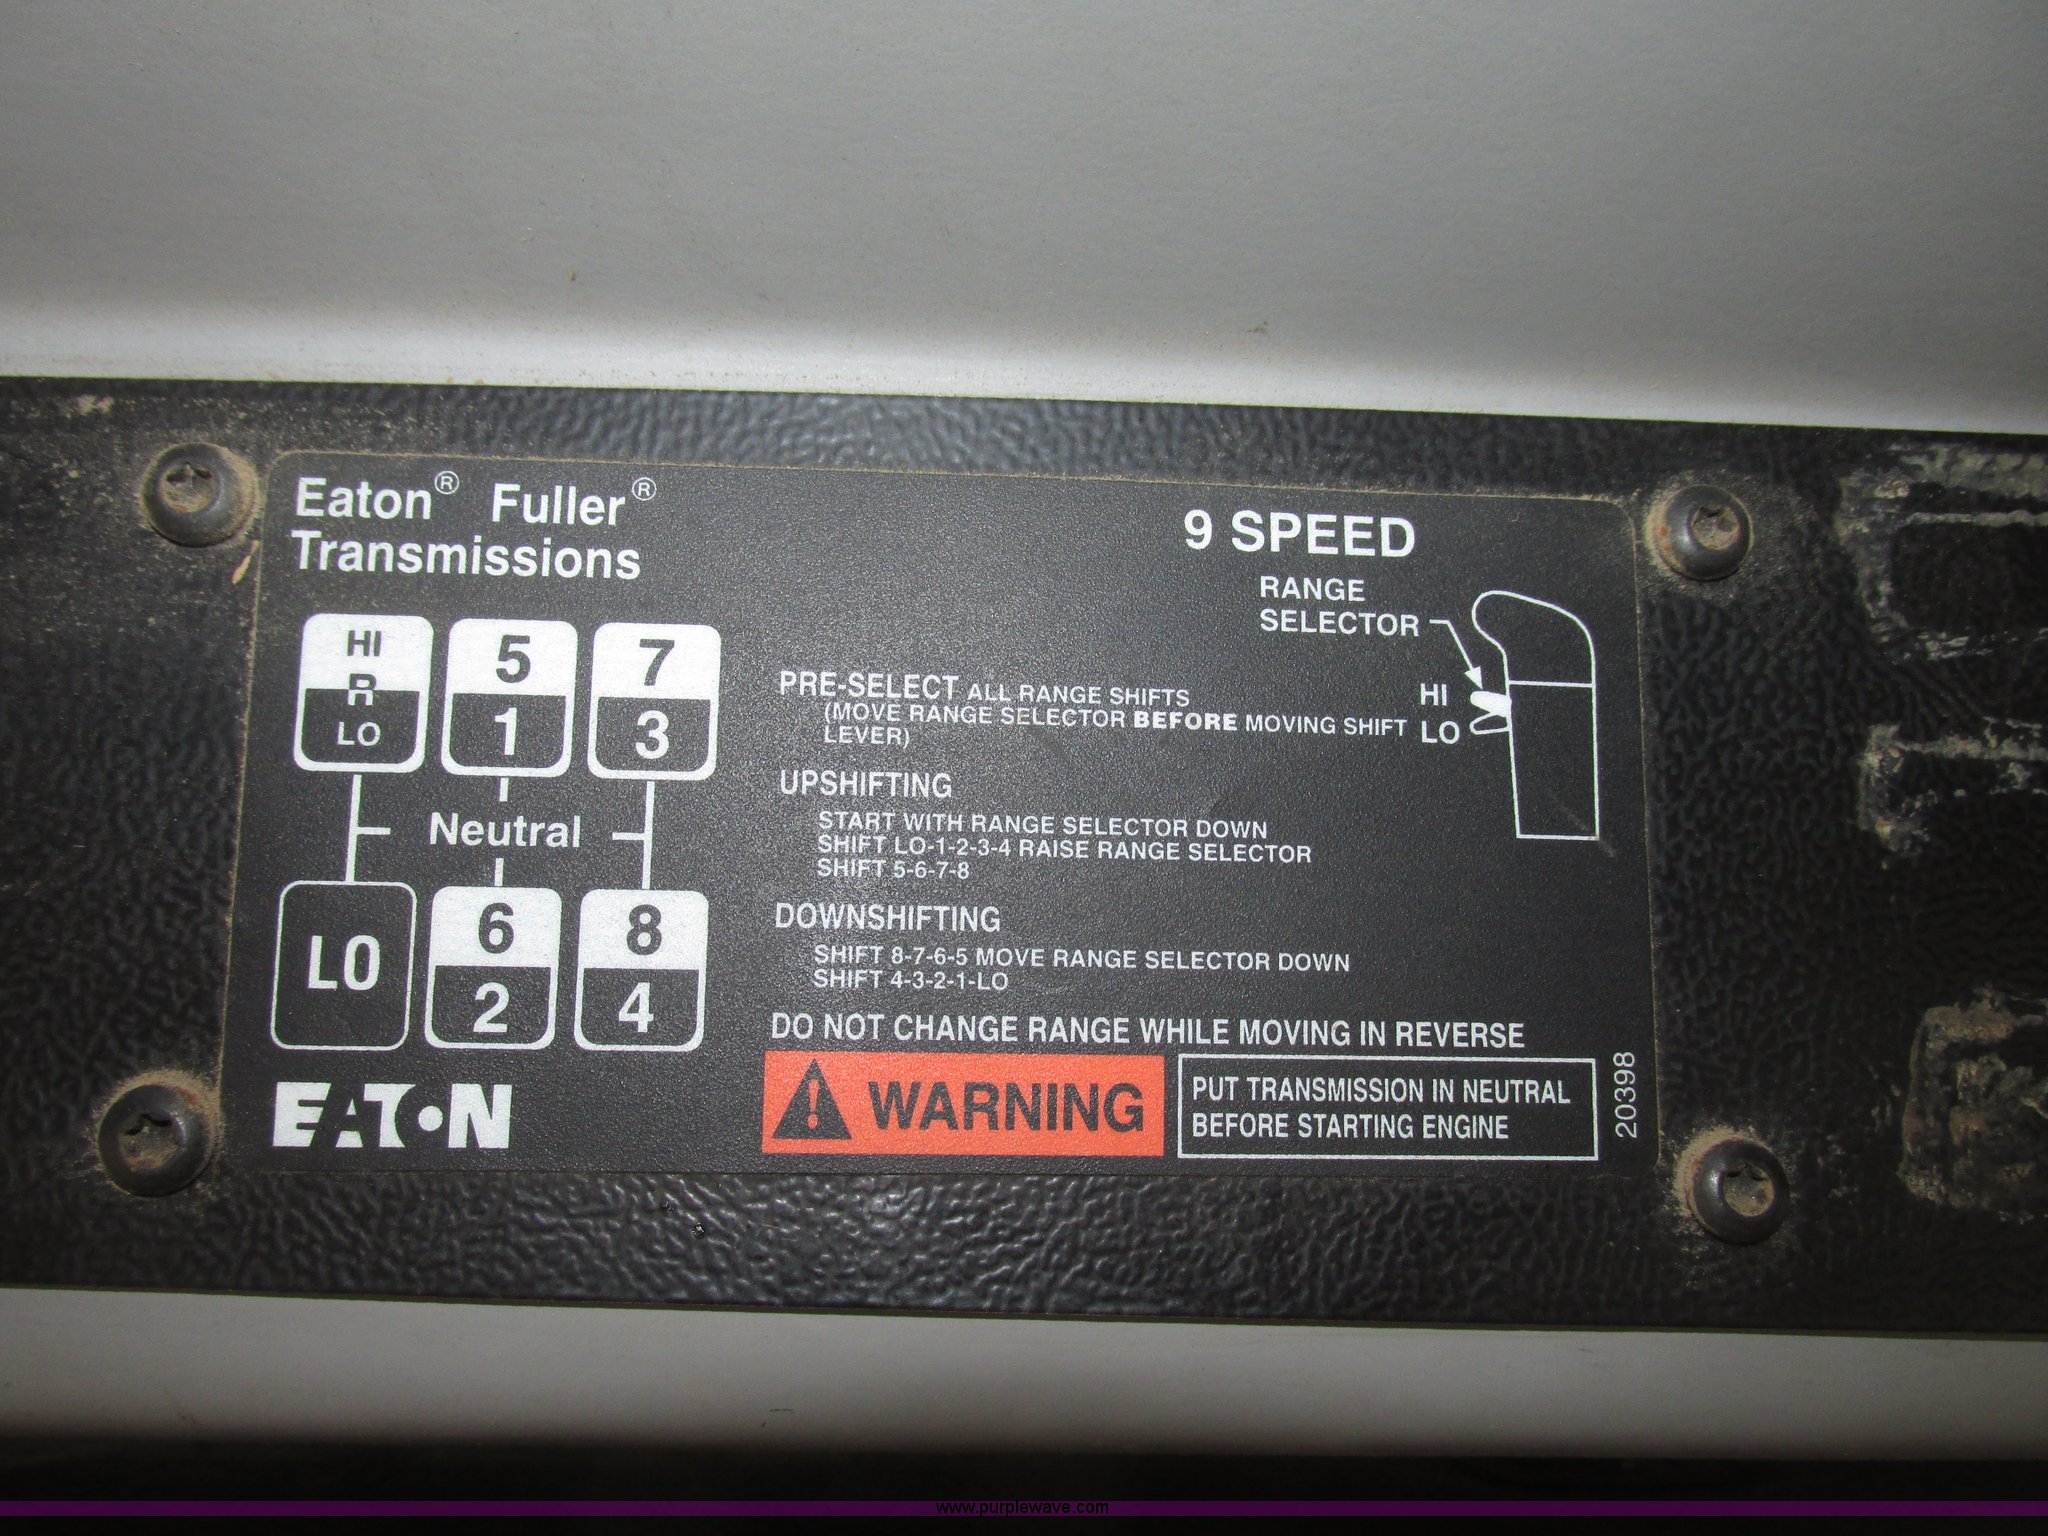 Eaton® Fuller®
Transmissions
9 SPEED
RANGE
SELECTOR
HI
LO
HI
R
LO
5
1
7
3
Neutral
LO
6
2
8
4
PRE-SELECT ALL RANGE SHIFTS
(MOVE RANGE SELECTOR BEFORE MOVING SHIFT
LEVER)
UPSHIFTING
START WITH RANGE SELECTOR DOWN
SHIFT LO-1-2-3-4 RAISE RANGE SELECTOR
SHIFT 5-6-7-8
DOWNSHIFTING
SHIFT 8-7-6-5 MOVE RANGE SELECTOR DOWN
SHIFT 4-3-2-1-LO
DO NOT CHANGE RANGE WHILE MOVING IN REVERSE
EATON
WARNING
PUT TRANSMISSION IN NEUTRAL
BEFORE STARTING ENGINE
20398
www.purplewave.com